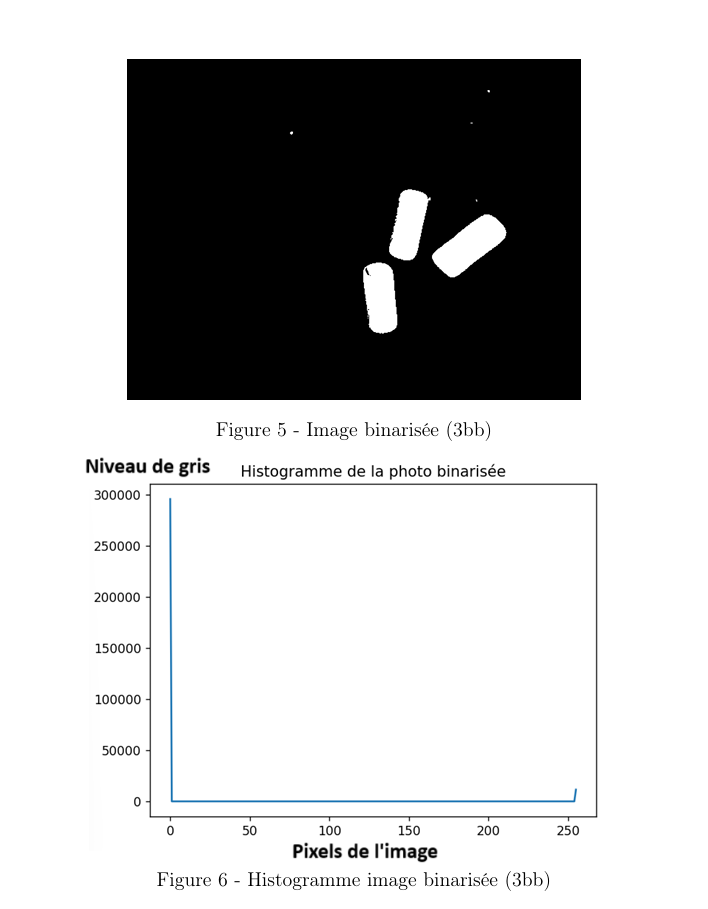 Figure 5 - Image binarisée (3bb)
Niveau de gris
Histogramme de la photo binarisée
300000
250000
200000
150000
100000
50000
0
0 50 100 150 200 250
Pixels de l'image
Figure 6 - Histogramme image binarisée (3bb)